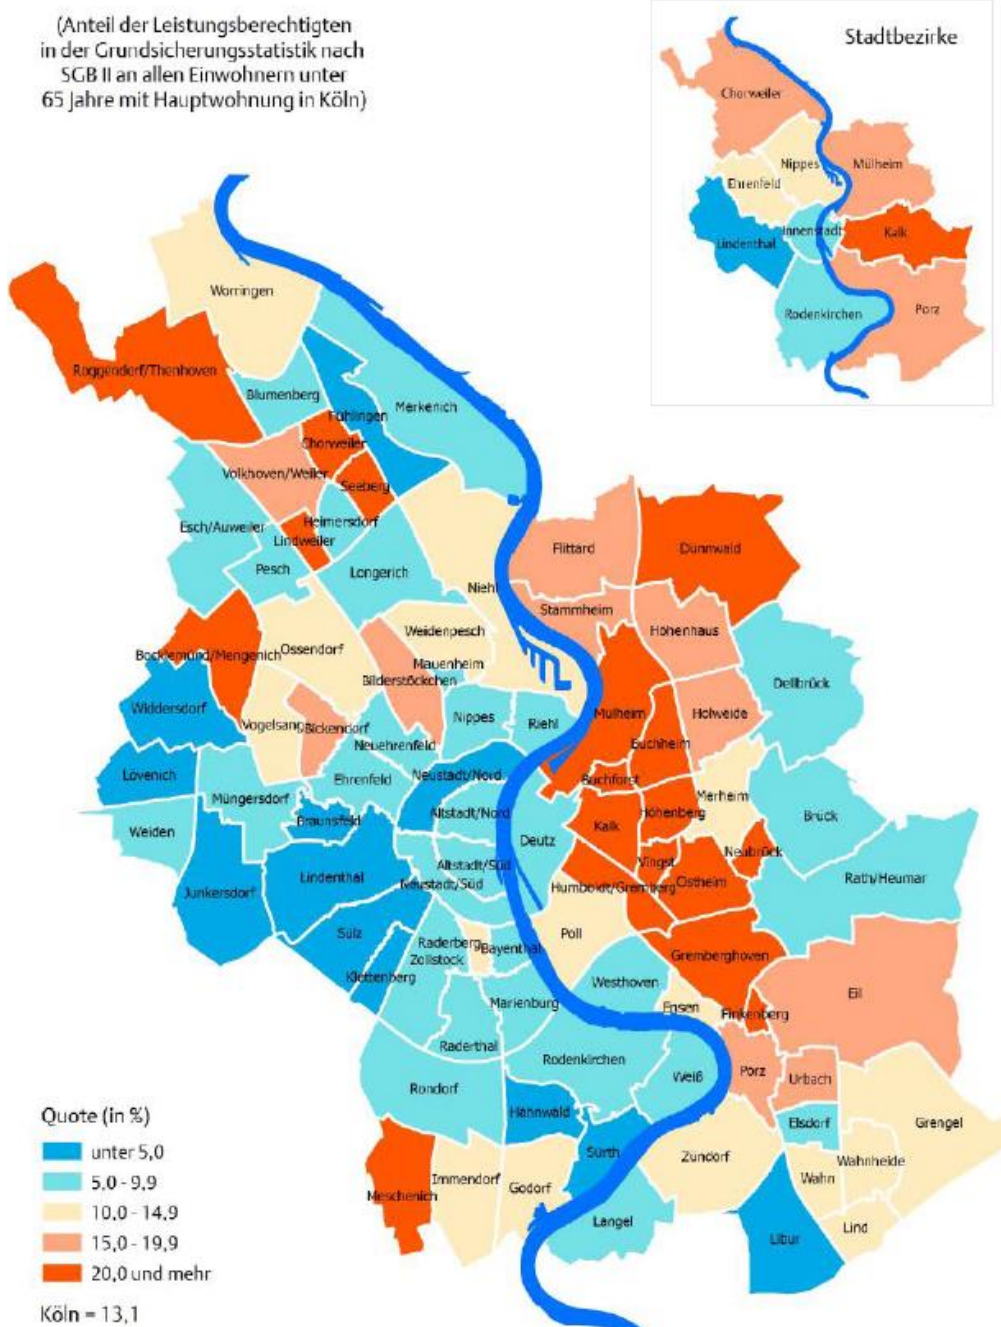 (Anteil der Leistungsberechtigten
in der Grundsicherungsstatistik nach
SGB II an allen Einwohnern unter
65 Jahre mit Hauptwohnung in Köln)
Stadtbezirke
Chorweiler
Nippes
Mülheim
Ehrenfeld
Innenstadt
Kalk
Lindenthal
Rodenkirchen
Porz
Worringen
Roggendorf/Thenhoven
Blumenberg
Fühlingen
Merkenich
Chorweiler
Volkhoven/Weiler
Seeberg
Esch/Auweiler
Heimersdorf
Lindweiler
Pesch
Longerich
Flittard
Dünnwald
Niehl
Stammheim
Höhenhaus
Weidenpesch
Ossendorf
Bocklemünd/Mengenich
Mauenheim
Bilderstöckchen
Dellbrück
Widdersdorf
Vogelsang
Bickendorf
Nippes
Riehl
Mülheim
Holweide
Neuehrenfeld
Buchheim
Lövenich
Ehrenfeld
Neustadt/Nord
Buchforst
Müngersdorf
Merheim
Braunsfeld
Altstadt/Nord
Höhenberg
Brück
Weiden
Deutz
Kalk
Neubrück
Altstadt/Süd
Vingst
Lindenthal
Neustadt/Süd
Humboldt/Gremberg
Ostheim
Rath/Heumar
Junkersdorf
Sülz
Poll
Raderberg
Bayenthal
Zollstock
Gremberghoven
Klettenberg
Westhoven
Eil
Marienburg
Ensen
Finkenberg
Raderthal
Rodenkirchen
Weiß
Porz
Urbach
Rondorf
Hahnwald
Elsdorf
Grengel
Sürth
Zündorf
Wahnheide
Meschenich
Immendorf
Godorf
Wahn
Langel
Lind
Libur
Quote (in %)
unter 5,0
5,0 - 9,9
10,0 - 14,9
15,0 - 19,9
20,0 und mehr
Köln = 13,1